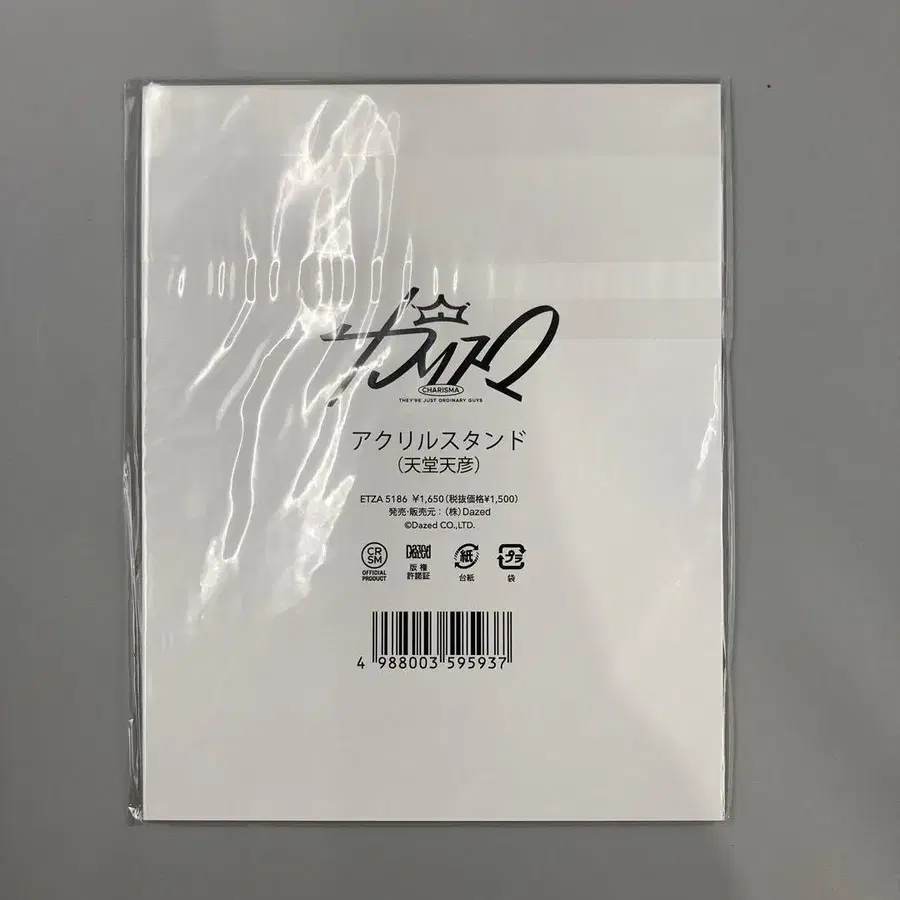 カリスマ
CHARISMA
THEY'RE JUST ORDINARY GUYS
アクリルスタンド
(天堂天彦)
ETZA 5186 ¥1,650(税抜価格¥1,500)
発売・販売元:(株)Dazed
©Dazed CO.,LTD.
CR
SM
OFFICIAL
PRODUCT
Dazed
版権
許諾証
紙
台紙
プラ
袋
4 988003 595937